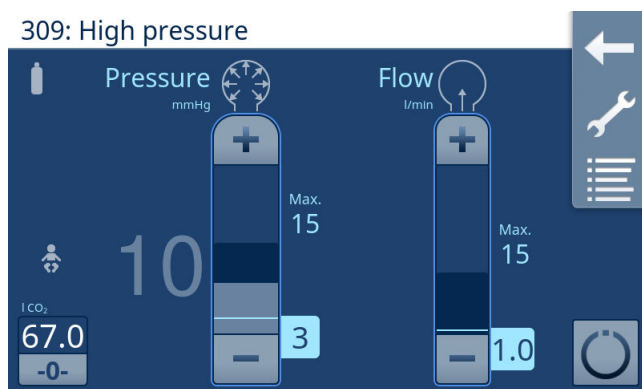 309: High pressure
Pressure
mmHg
Flow
l/min
+
+
Max.
15
Max.
15
10
3
1.0
I CO₂
67.0
-0-
−
−